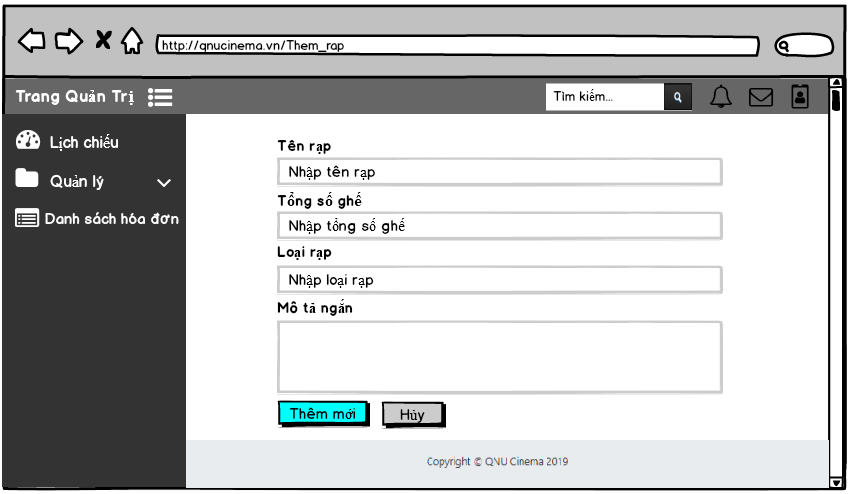 http://qnucinema.vn/Them_rap
Trang Quản Trị
Tìm kiếm...
Lịch chiếu
Quản lý
Danh sách hóa đơn
Tên rạp
Nhập tên rạp
Tổng số ghế
Nhập tổng số ghế
Loại rạp
Nhập loại rạp
Mô tả ngắn
Thêm mới
Hủy
Copyright © QNU Cinema 2019